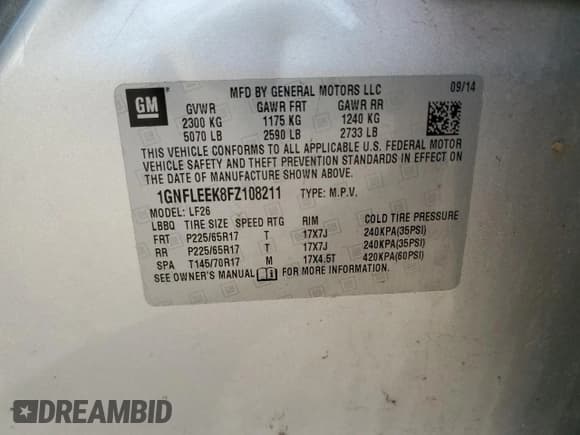 GM
MFD BY GENERAL MOTORS LLC 09/14
GVWR GAWR FRT GAWR RR
2300 KG 1175 KG 1240 KG
5070 LB 2590 LB 2733 LB
THIS VEHICLE CONFORMS TO ALL APPLICABLE U.S. FEDERAL MOTOR
VEHICLE SAFETY AND THEFT PREVENTION STANDARDS IN EFFECT ON
THE DATE OF MANUFACTURE SHOWN ABOVE.
1GNFLEEK8FZ108211 TYPE: M.P.V.
MODEL: LF26
LBBQ TIRE SIZE SPEED RTG RIM COLD TIRE PRESSURE
FRT P225/65R17 T 17X7J 240KPA(35PSI)
RR P225/65R17 T 17X7J 240KPA(35PSI)
SPA T145/70R17 M 17X4.5T 420KPA(60PSI)
SEE OWNER'S MANUAL FOR MORE INFORMATION.
DREAMBID